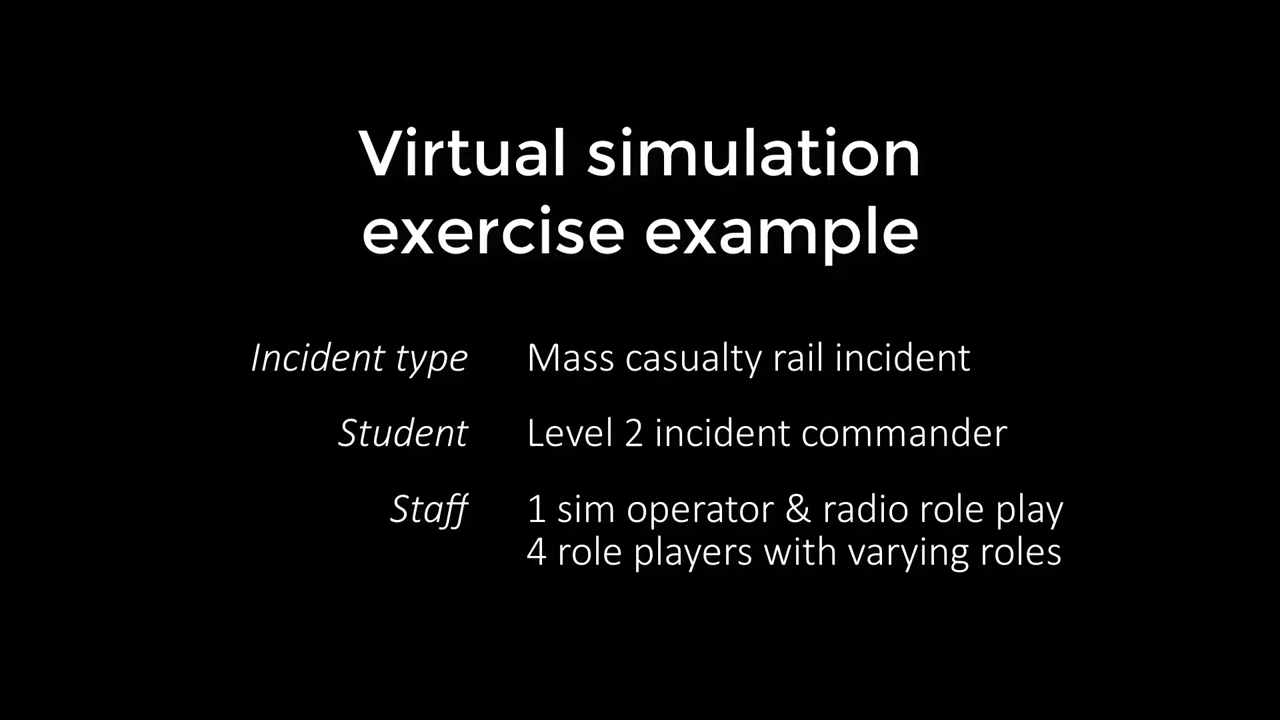 Virtual simulation
exercise example
Incident type Mass casualty rail incident
Student Level 2 incident commander
Staff 1 sim operator & radio role play
4 role players with varying roles